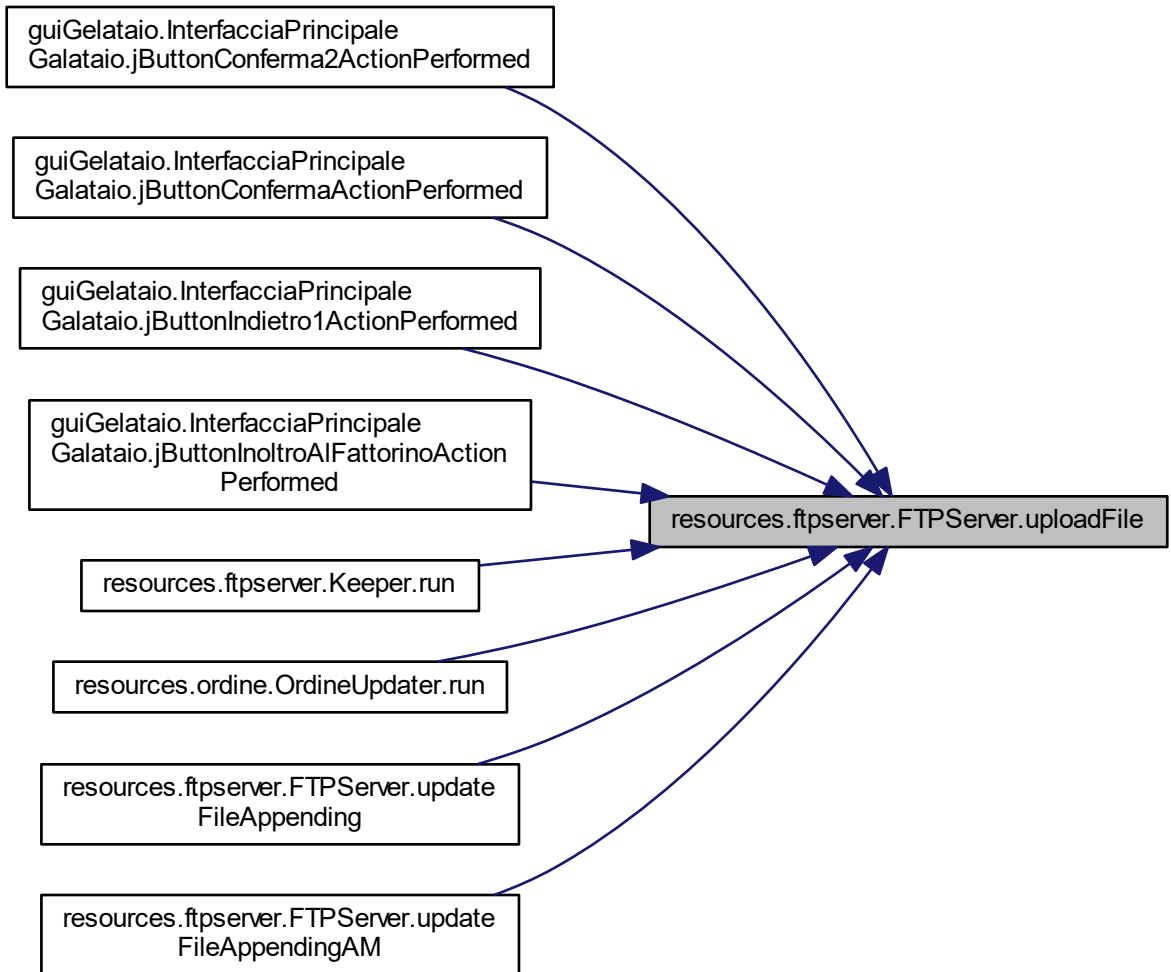 guiGelataio.InterfacciaPrincipale
Galataio.jButtonConferma2ActionPerformed
guiGelataio.InterfacciaPrincipale
Galataio.jButtonConfermaActionPerformed
guiGelataio.InterfacciaPrincipale
Galataio.jButtonIndietro1ActionPerformed
guiGelataio.InterfacciaPrincipale
Galataio.jButtonInoltroAlFattorinoAction
Performed
resources.ftpserver.FTPServer.uploadFile
resources.ftpserver.Keeper.run
resources.ordine.OrdineUpdater.run
resources.ftpserver.FTPServer.update
FileAppending
resources.ftpserver.FTPServer.update
FileAppendingAM